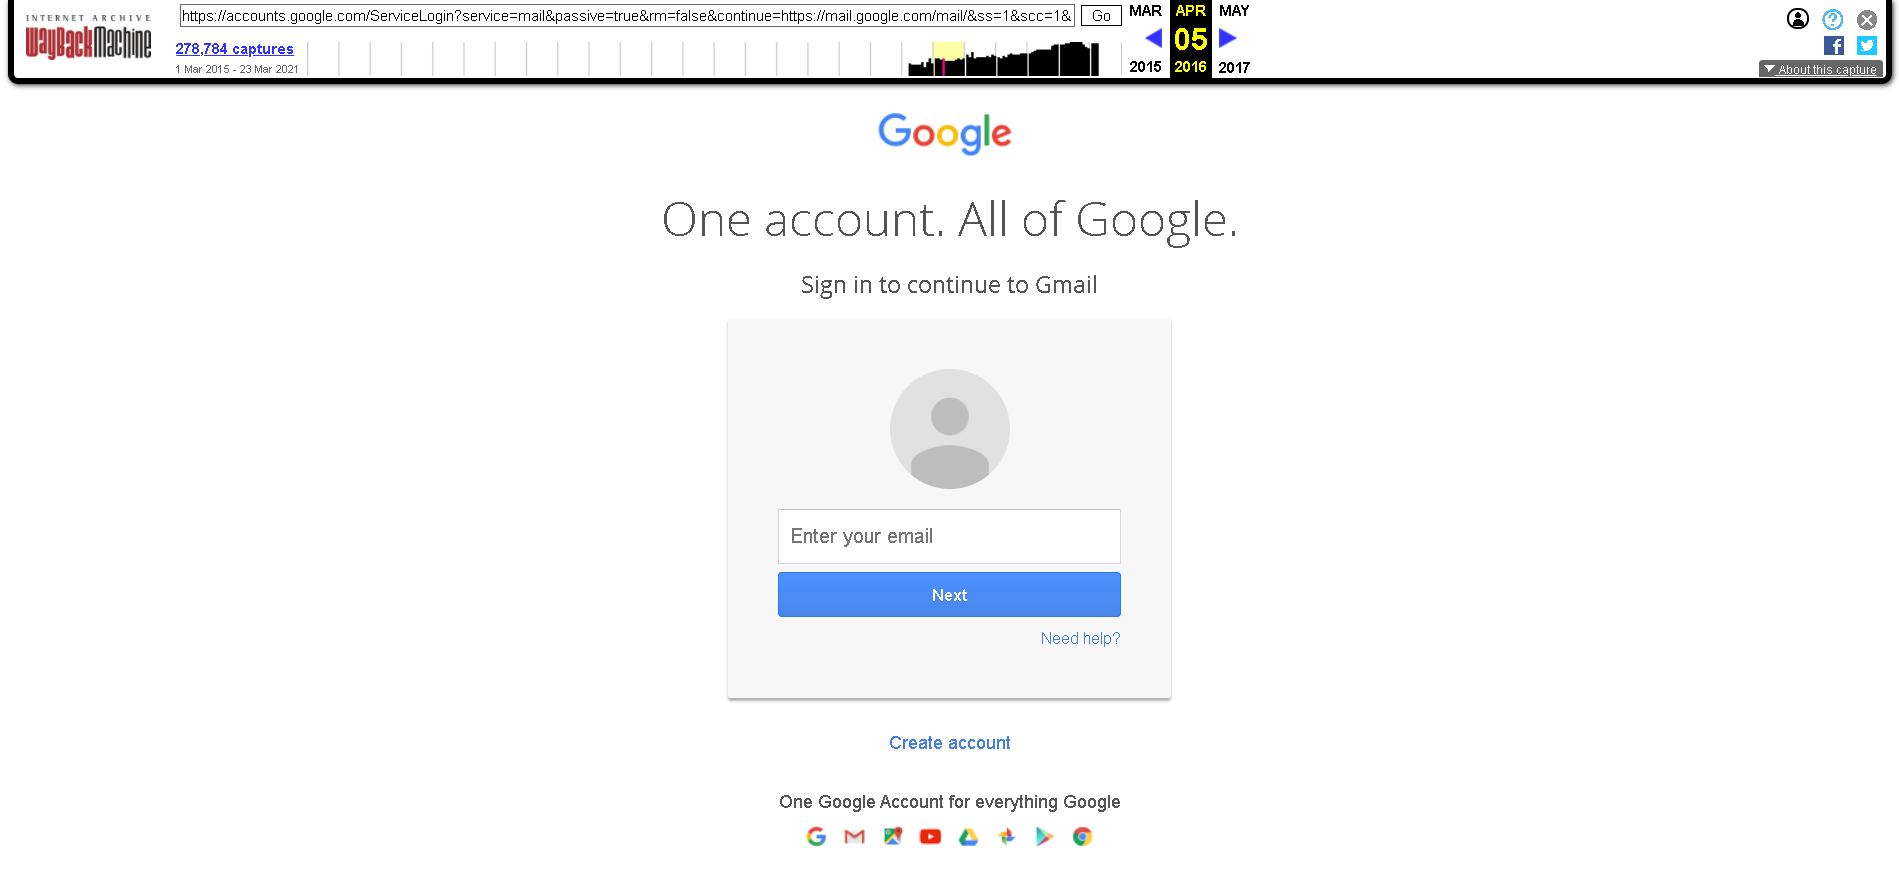 INTERNET ARCHIVE
WayBackMachine
https://accounts.google.com/ServiceLogin?service=mail&passive=true&rm=false&continue=https://mail.google.com/mail/&ss=1&scc=1&
Go
MAR APR MAY
278,784 captures
05
1 Mar 2015 - 23 Mar 2021
2015 2016 2017
About this capture
Google
One account. All of Google.
Sign in to continue to Gmail
Enter your email
Next
Need help?
Create account
One Google Account for everything Google